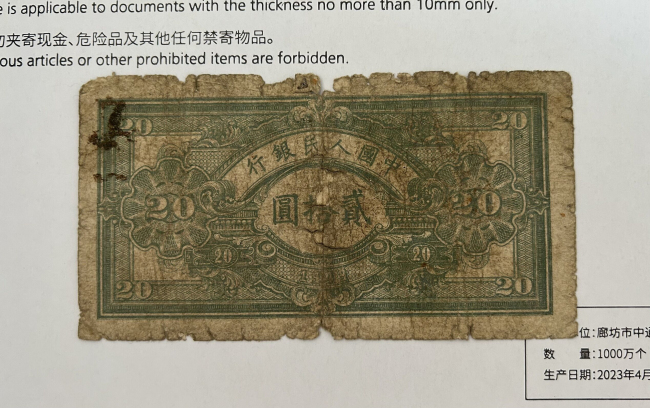 e is applicable to documents with the thickness no more than 10mm only.
勿夹寄现金、危险品及其他任何禁寄物品。
ous articles or other prohibited items are forbidden.
20 20
行銀民人國中
20 圓拾貳 20
20 20
20 20
位:廊坊市中通
数 量:1000万个
生产日期:2023年4月